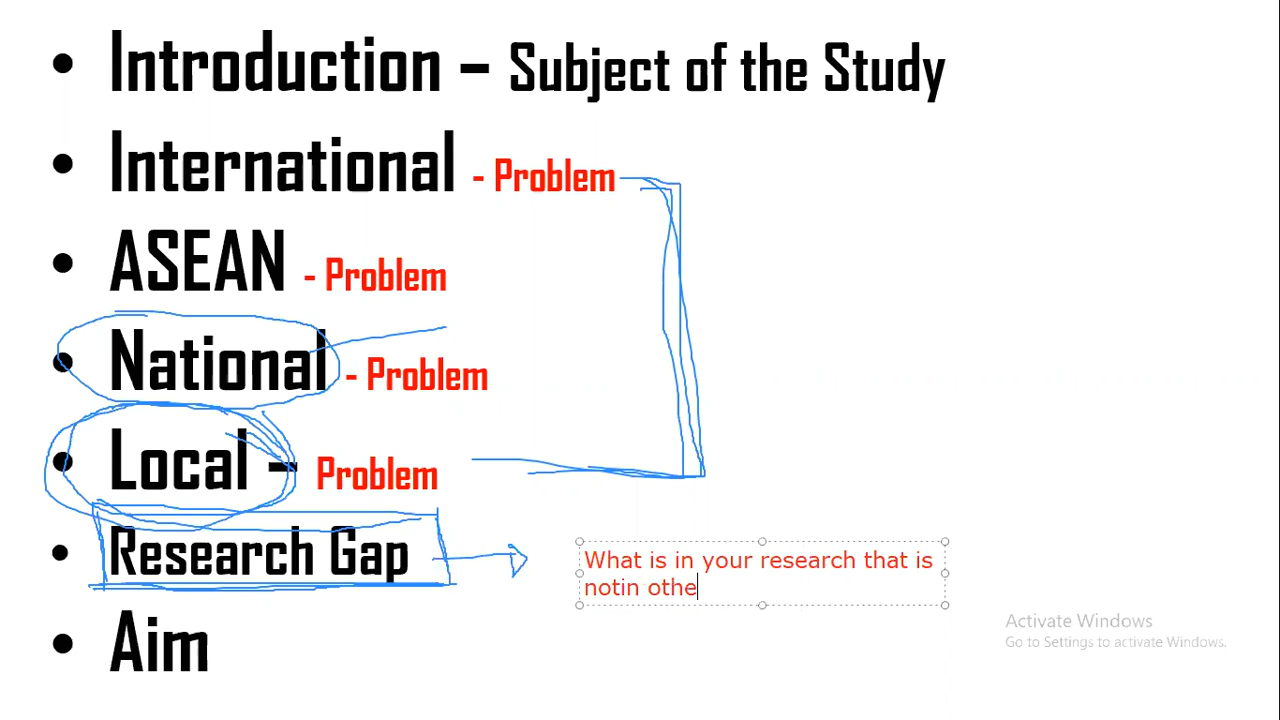 • Introduction – Subject of the Study
• International - Problem
• ASEAN - Problem
• National - Problem
• Local – Problem
• Research Gap
What is in your research that is
notin othe
• Aim
Activate Windows
Go to Settings to activate Windows.